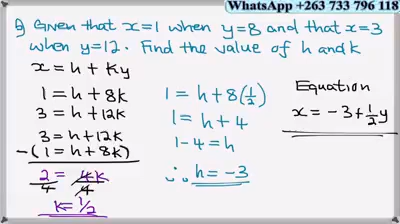 WhatsApp +263 733 796 118
b) Given that x=1 when y=8 and that x=3
when y=12. Find the value of h and k
x = h + ky
1 = h + 8k
3 = h + 12k
3 = h + 12k
-(1 = h + 8k)
2 = 4k
4 4
k = 1/2
1 = h + 8(1/2)
1 = h + 4
1 - 4 = h
∴ h = -3
Equation
x = -3 + 1/2y